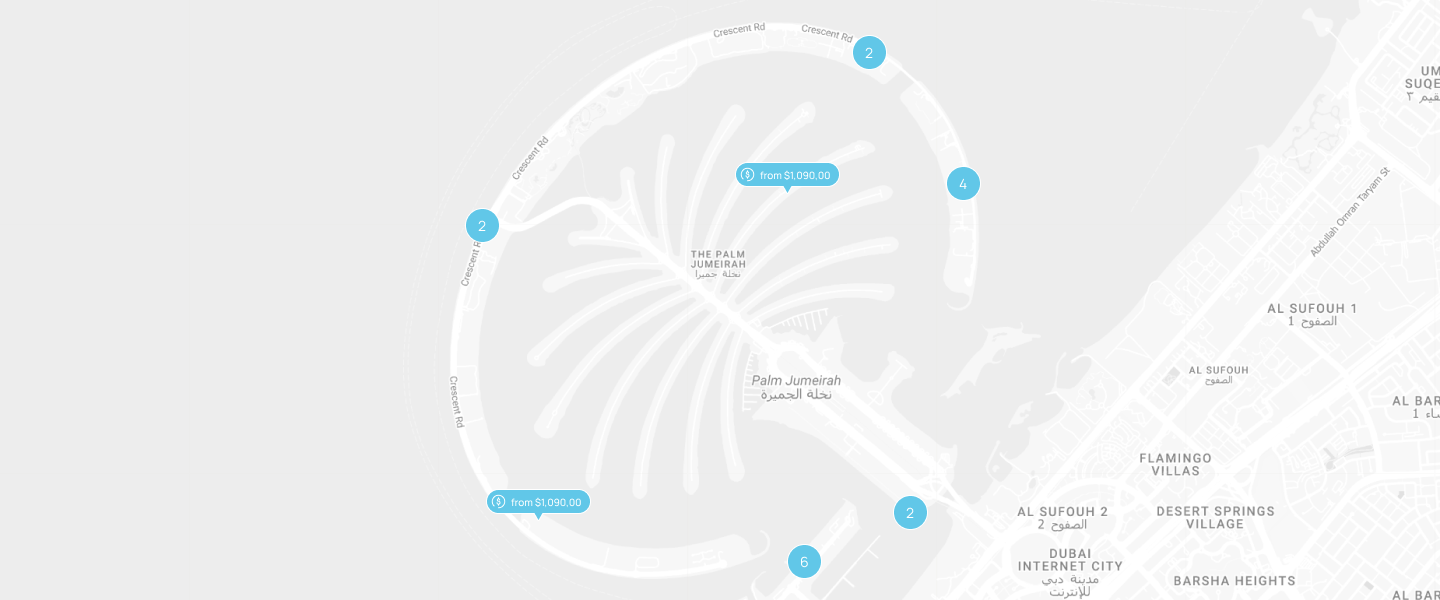 Crescent Rd
Crescent Rd
2
UM
SUQE
Crescent Rd
from $1,090.00
4
Abdullah Omran Taryam St
2
Crescent R
THE PALM
JUMEIRAH
نخلة جميرا
AL SUFOUH 1
الصفوح 1
AL SUFOUH
الصفوح
Palm Jumeirah
نخلة الجميرة
Crescent Rd
AL BAR
1
FLAMINGO
VILLAS
from $1,090.00
2
AL SUFOUH 2
الصفوح 2
DESERT SPRINGS
VILLAGE
6
DUBAI
INTERNET CITY
مدينة دبي
للإنترنت
BARSHA HEIGHTS
AL BAR